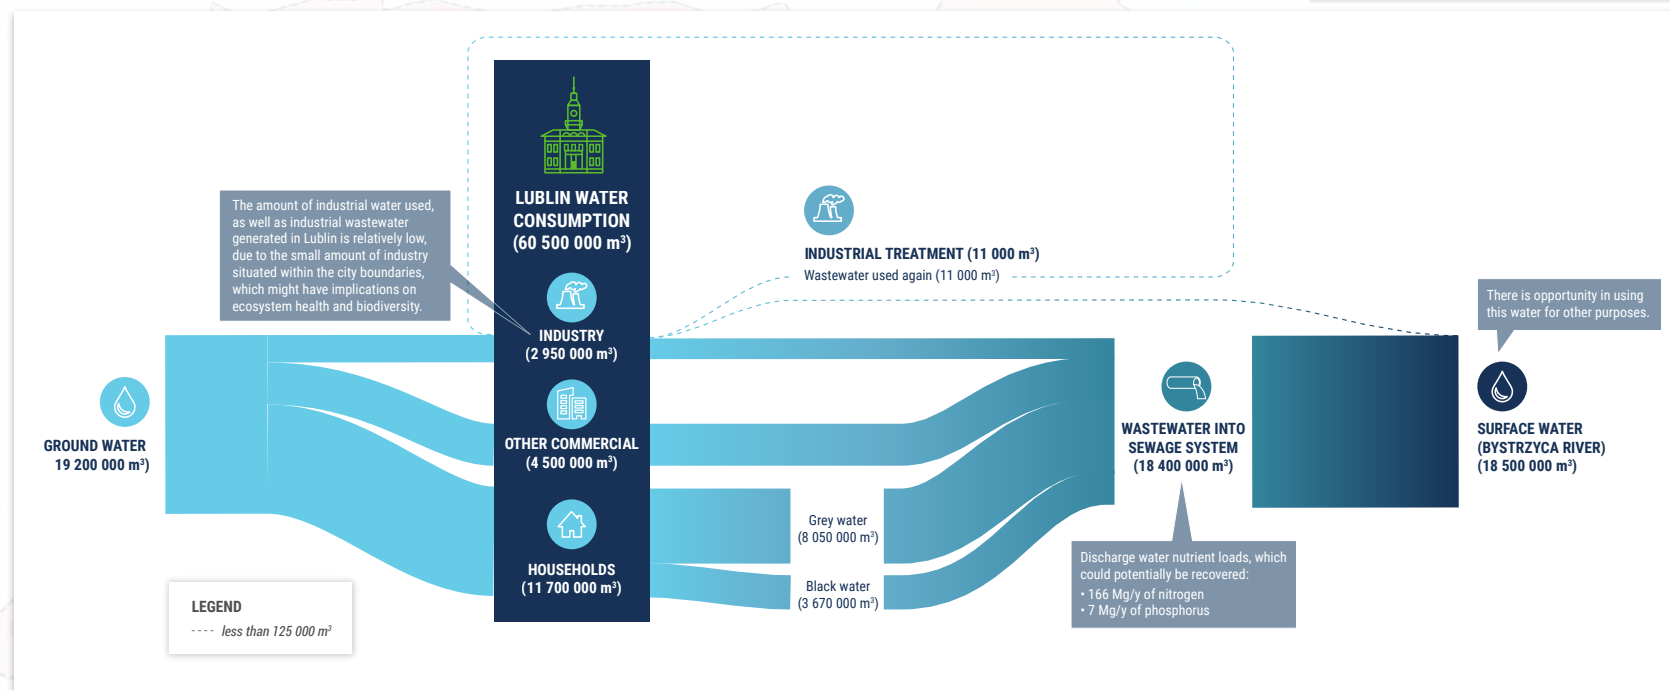 LUBLIN WATER
CONSUMPTION
(60 500 000 m³)
The amount of industrial water used,
as well as industrial wastewater
generated in Lublin is relatively low,
due to the small amount of industry
situated within the city boundaries,
which might have implications on
ecosystem health and biodiversity.
INDUSTRIAL TREATMENT (11 000 m³)
Wastewater used again (11 000 m³)
There is opportunity in using
this water for other purposes.
INDUSTRY
(2 950 000 m³)
GROUND WATER
19 200 000 m³)
OTHER COMMERCIAL
(4 500 000 m³)
WASTEWATER INTO
SEWAGE SYSTEM
(18 400 000 m³)
SURFACE WATER
(BYSTRZYCA RIVER)
(18 500 000 m³)
Grey water
(8 050 000 m³)
HOUSEHOLDS
(11 700 000 m³)
Black water
(3 670 000 m³)
Discharge water nutrient loads, which
could potentially be recovered:
• 166 Mg/y of nitrogen
• 7 Mg/y of phosphorus
LEGEND
---- less than 125 000 m³